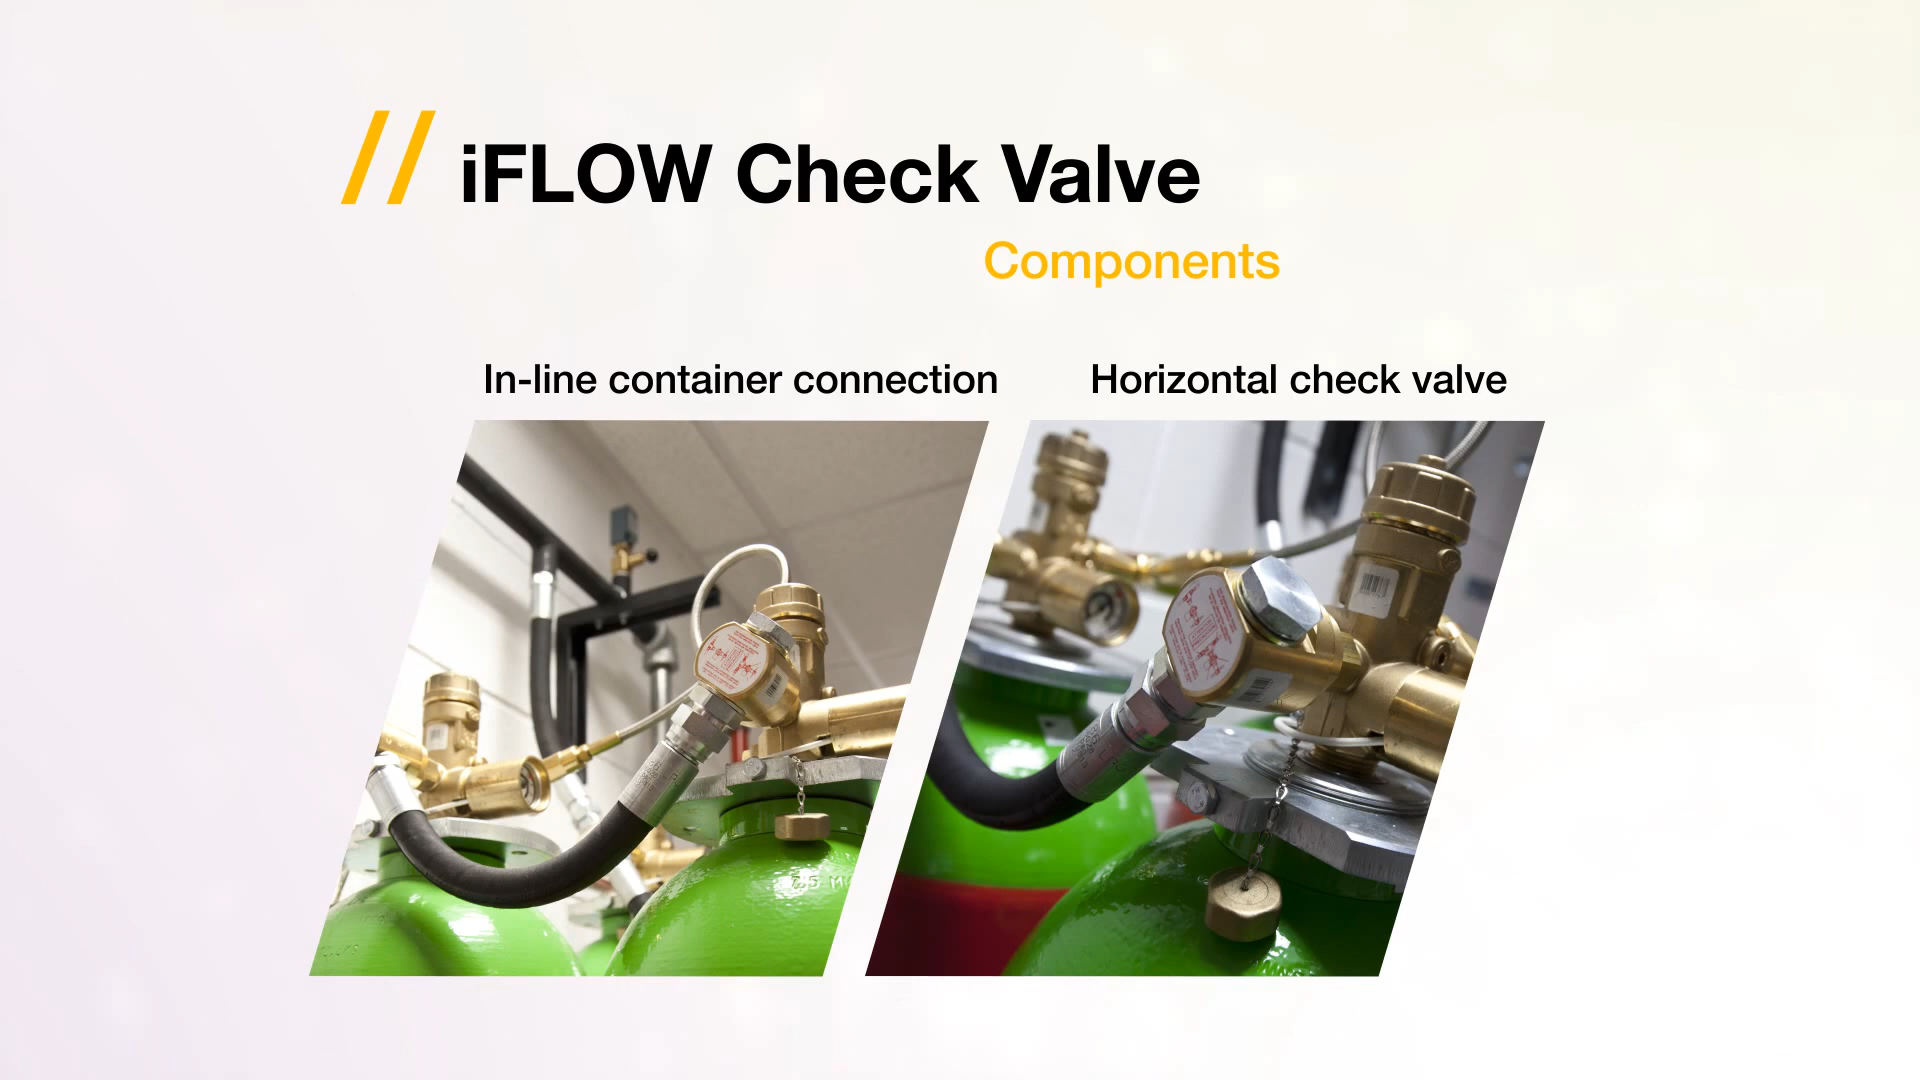 // iFLOW Check Valve
Components
In-line container connection
Horizontal check valve